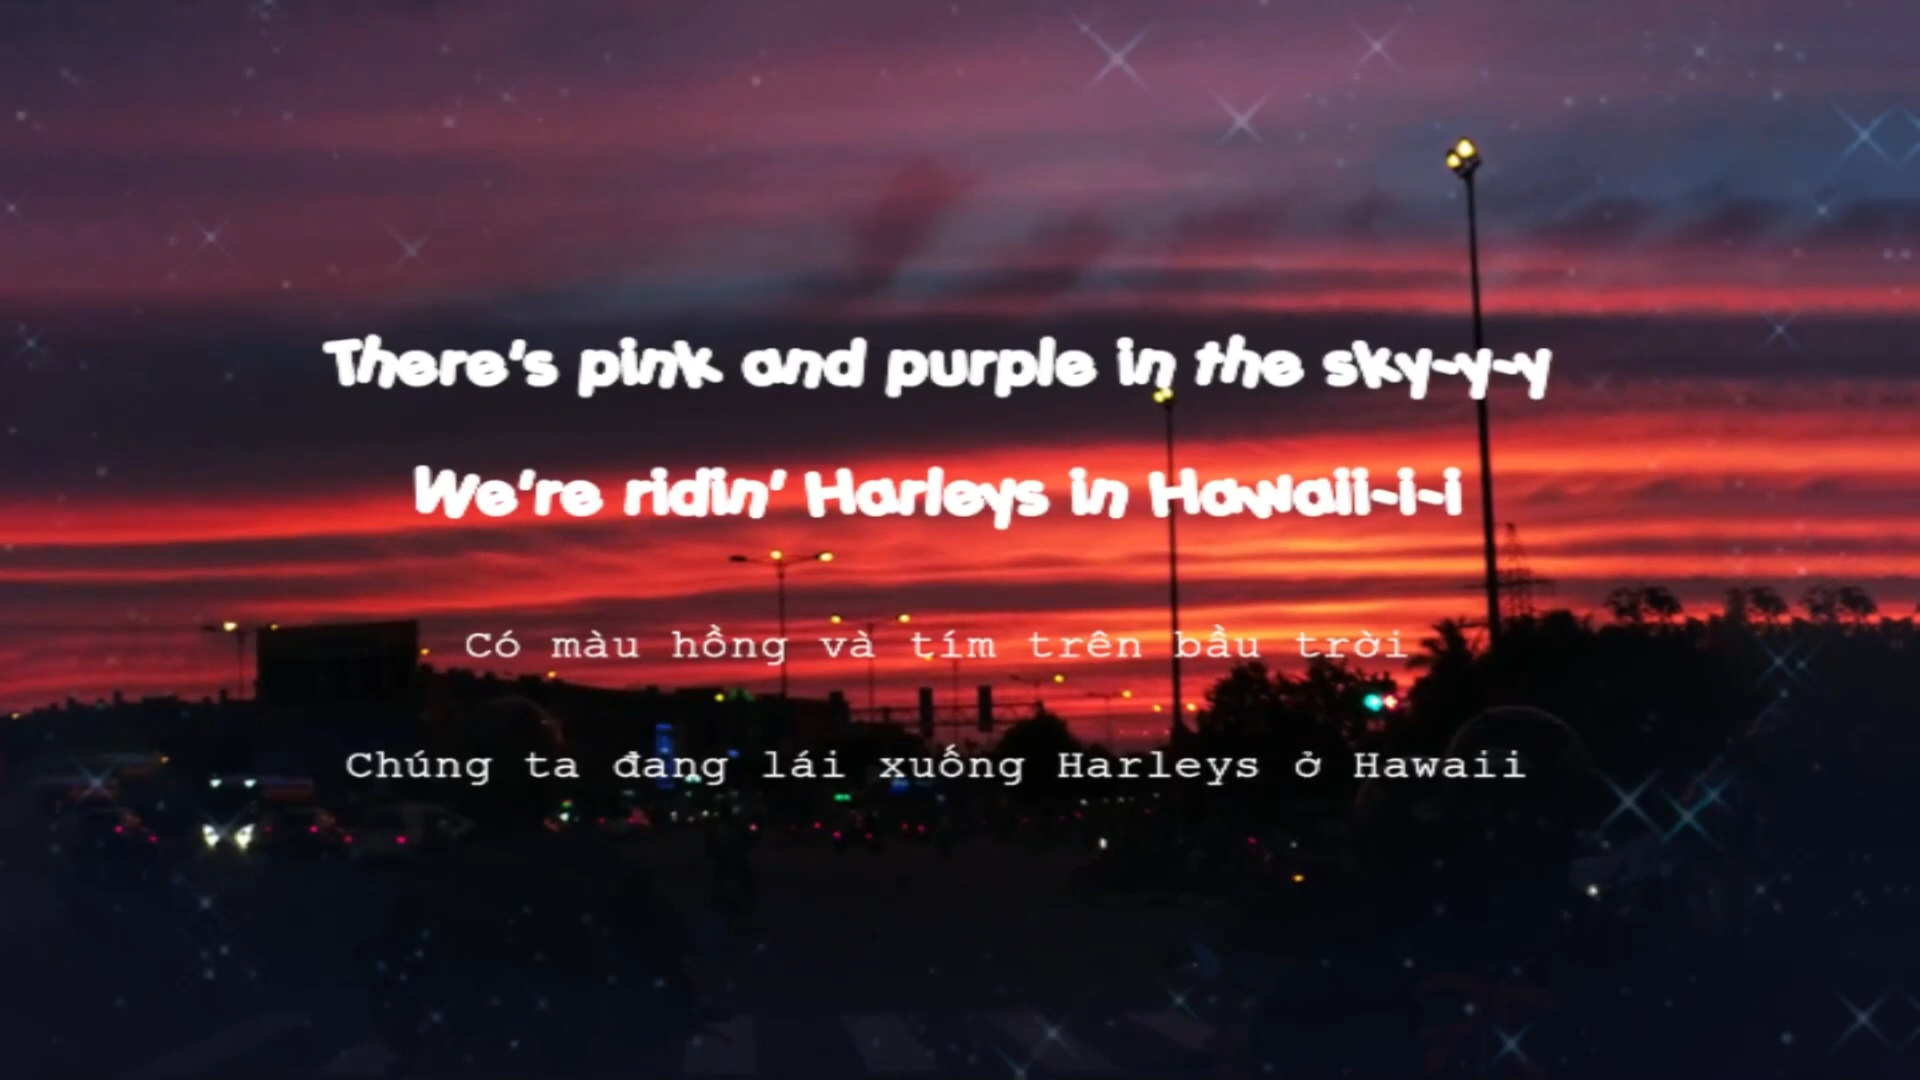 There's pink and purple in the sky-y-y
We're ridin' Harleys in Hawaii-i-i
Có màu hồng và tím trên bầu trời
Chúng ta đang lái xuống Harleys ở Hawaii